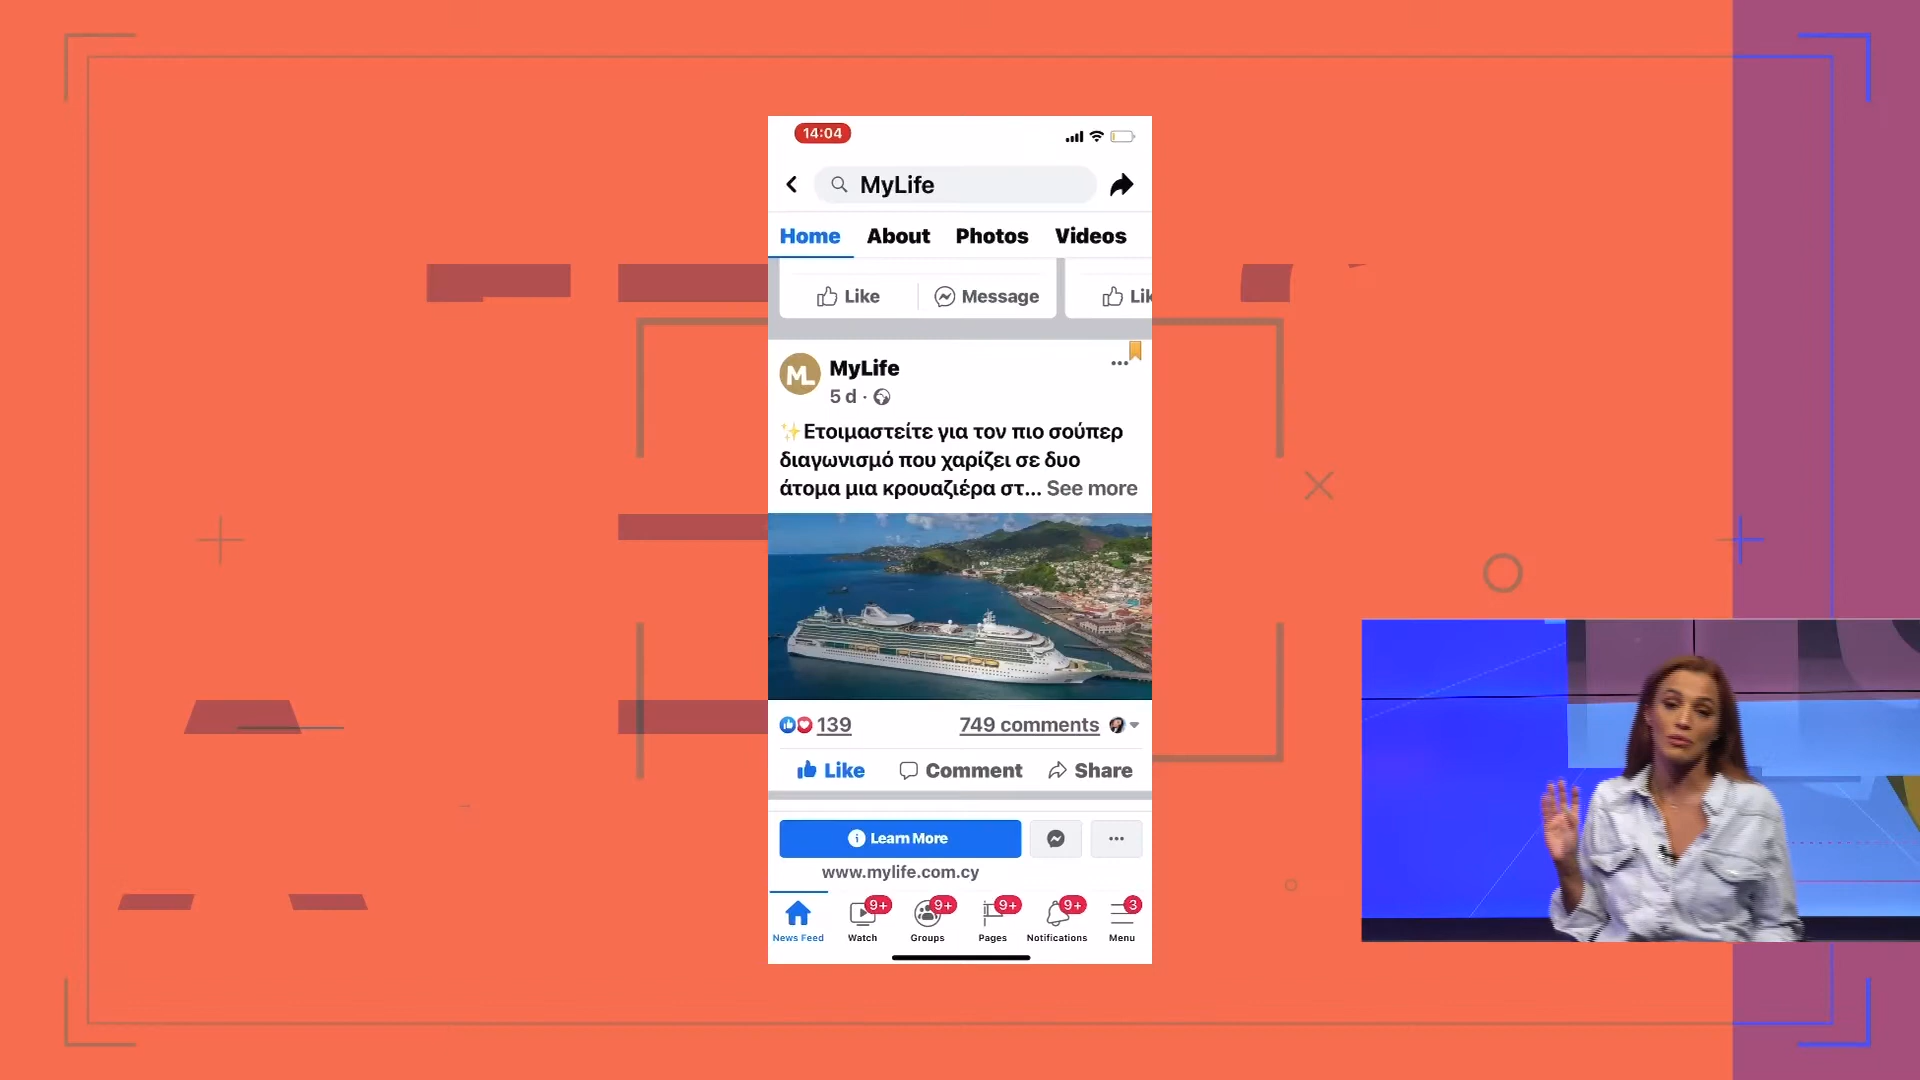 14:04
MyLife
Home About Photos Videos
Like Message Lik
ML
MyLife
5 d ·
✨Ετοιμαστείτε για τον πιο σούπερ
διαγωνισμό που χαρίζει σε δυο
άτομα μια κρουαζιέρα στ... See more
139 749 comments
Like Comment Share
Learn More
www.mylife.com.cy
9+ 9+ 9+ 9+ 3
News Feed Watch Groups Pages Notifications Menu